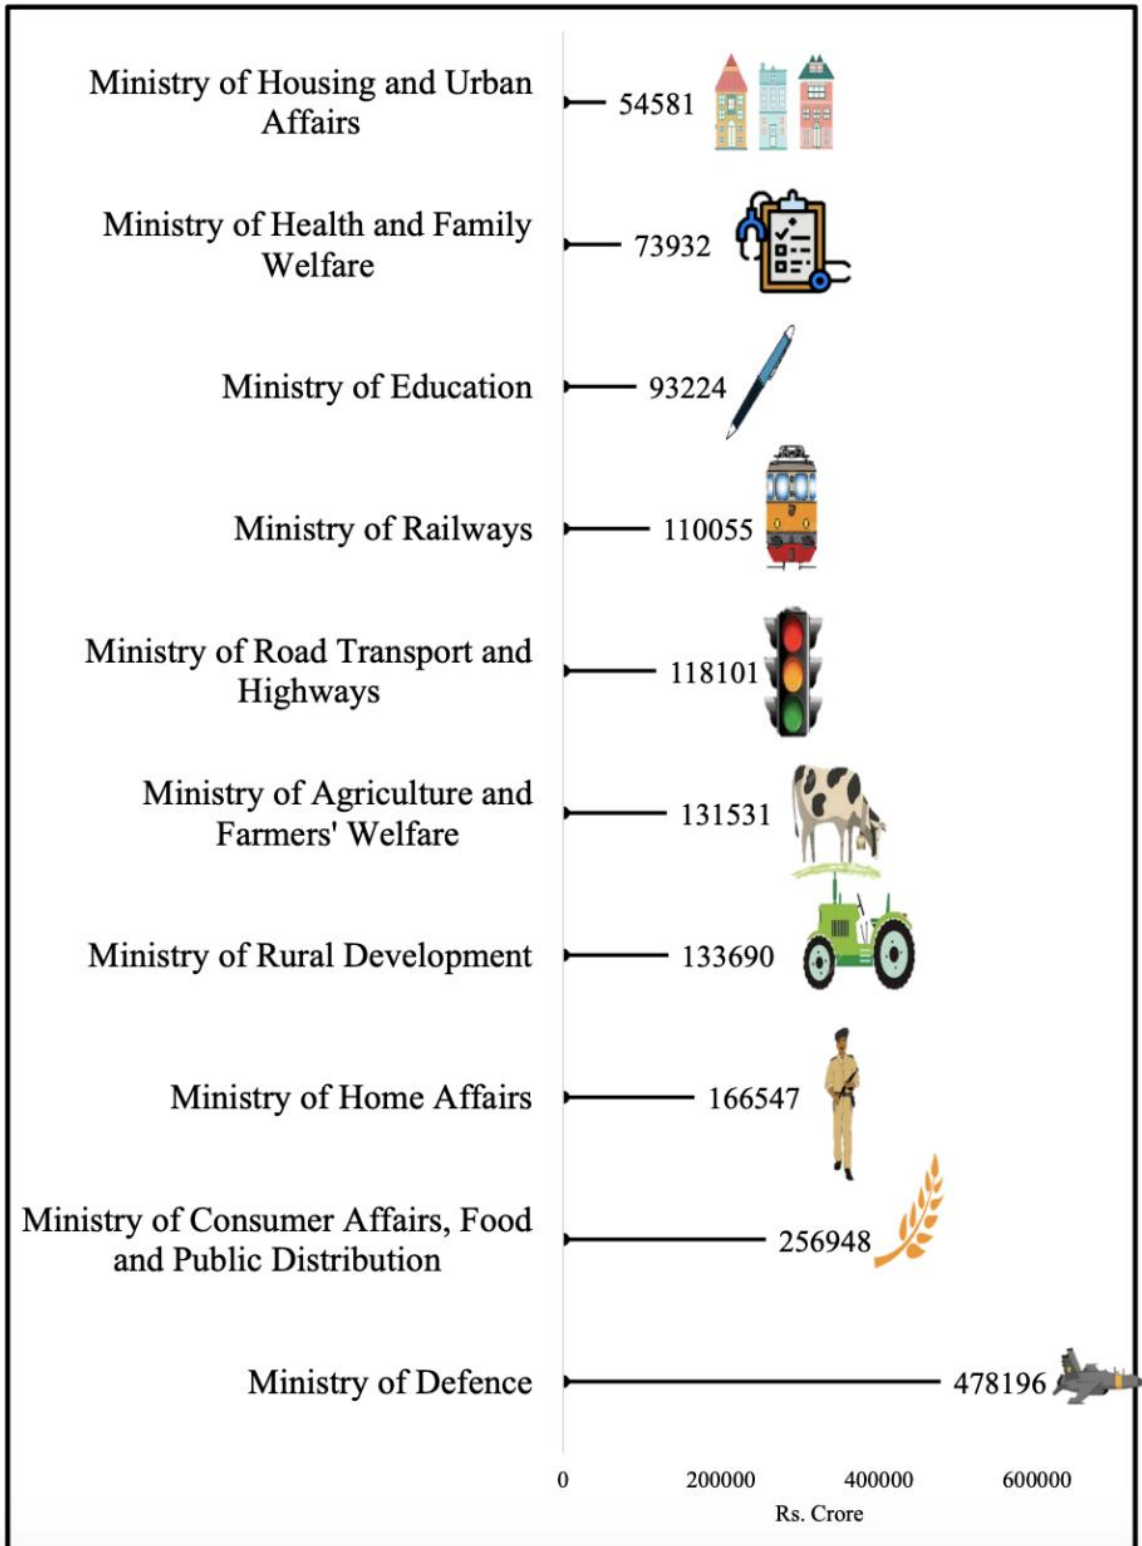 Ministry of Housing and Urban
Affairs
54581
Ministry of Health and Family
Welfare
73932
Ministry of Education
93224
Ministry of Railways
110055
Ministry of Road Transport and
Highways
118101
Ministry of Agriculture and
Farmers' Welfare
131531
Ministry of Rural Development
133690
Ministry of Home Affairs
166547
Ministry of Consumer Affairs, Food
and Public Distribution
256948
Ministry of Defence
478196
0 200000 400000 600000
Rs. Crore